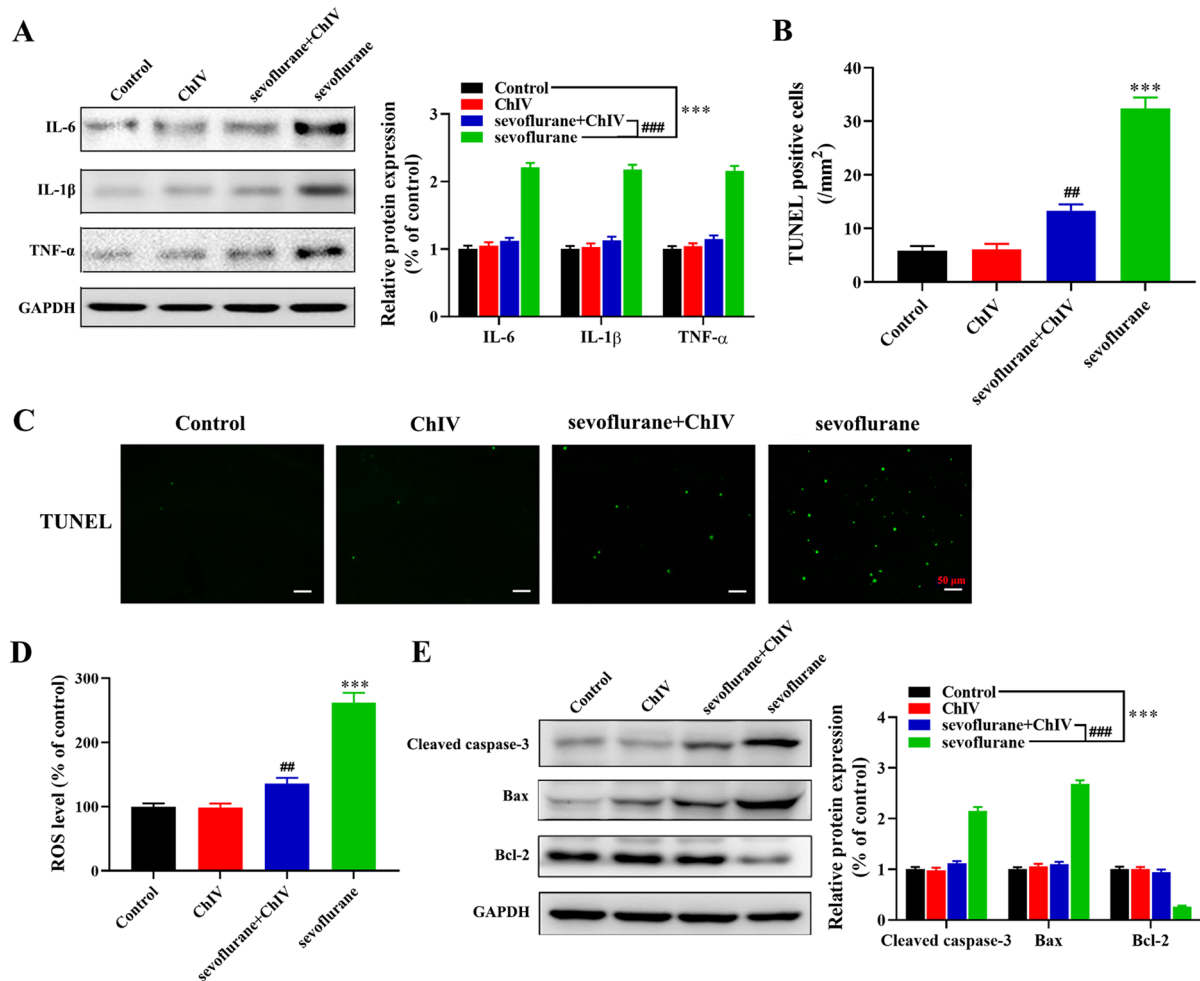 A
Control
ChIV
sevoflurane+ChIV
sevoflurane
IL-6
IL-1β
TNF-α
GAPDH
Relative protein expression
(% of control)
Control
ChIV
sevoflurane+ChIV
sevoflurane
***
###
3
2
1
0
IL-6
IL-1β
TNF-α
B
TUNEL positive cells
(/mm²)
40
30
20
10
0
##
***
Control
ChIV
sevoflurane+ChIV
sevoflurane
C
Control
ChIV
sevoflurane+ChIV
sevoflurane
TUNEL
50 μm
D
ROS level (% of control)
300
200
100
0
##
***
Control
ChIV
sevoflurane+ChIV
sevoflurane
E
Control
ChIV
sevoflurane+ChIV
sevoflurane
Cleaved caspase-3
Bax
Bcl-2
GAPDH
Relative protein expression
(% of control)
Control
ChIV
sevoflurane+ChIV
sevoflurane
***
###
4
3
2
1
0
Cleaved caspase-3
Bax
Bcl-2